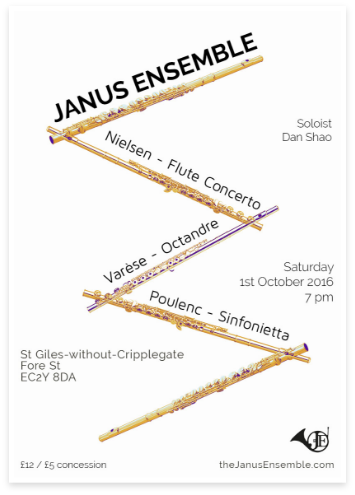 JANUS ENSEMBLE
Soloist
Dan Shao
Nielsen - Flute Concerto
Varèse - Octandre
Saturday
1st October 2016
7 pm
Poulenc - Sinfonietta
St Giles-without-Cripplegate
Fore St
EC2Y 8DA
JE
£12 / £5 concession
theJanusEnsemble.com